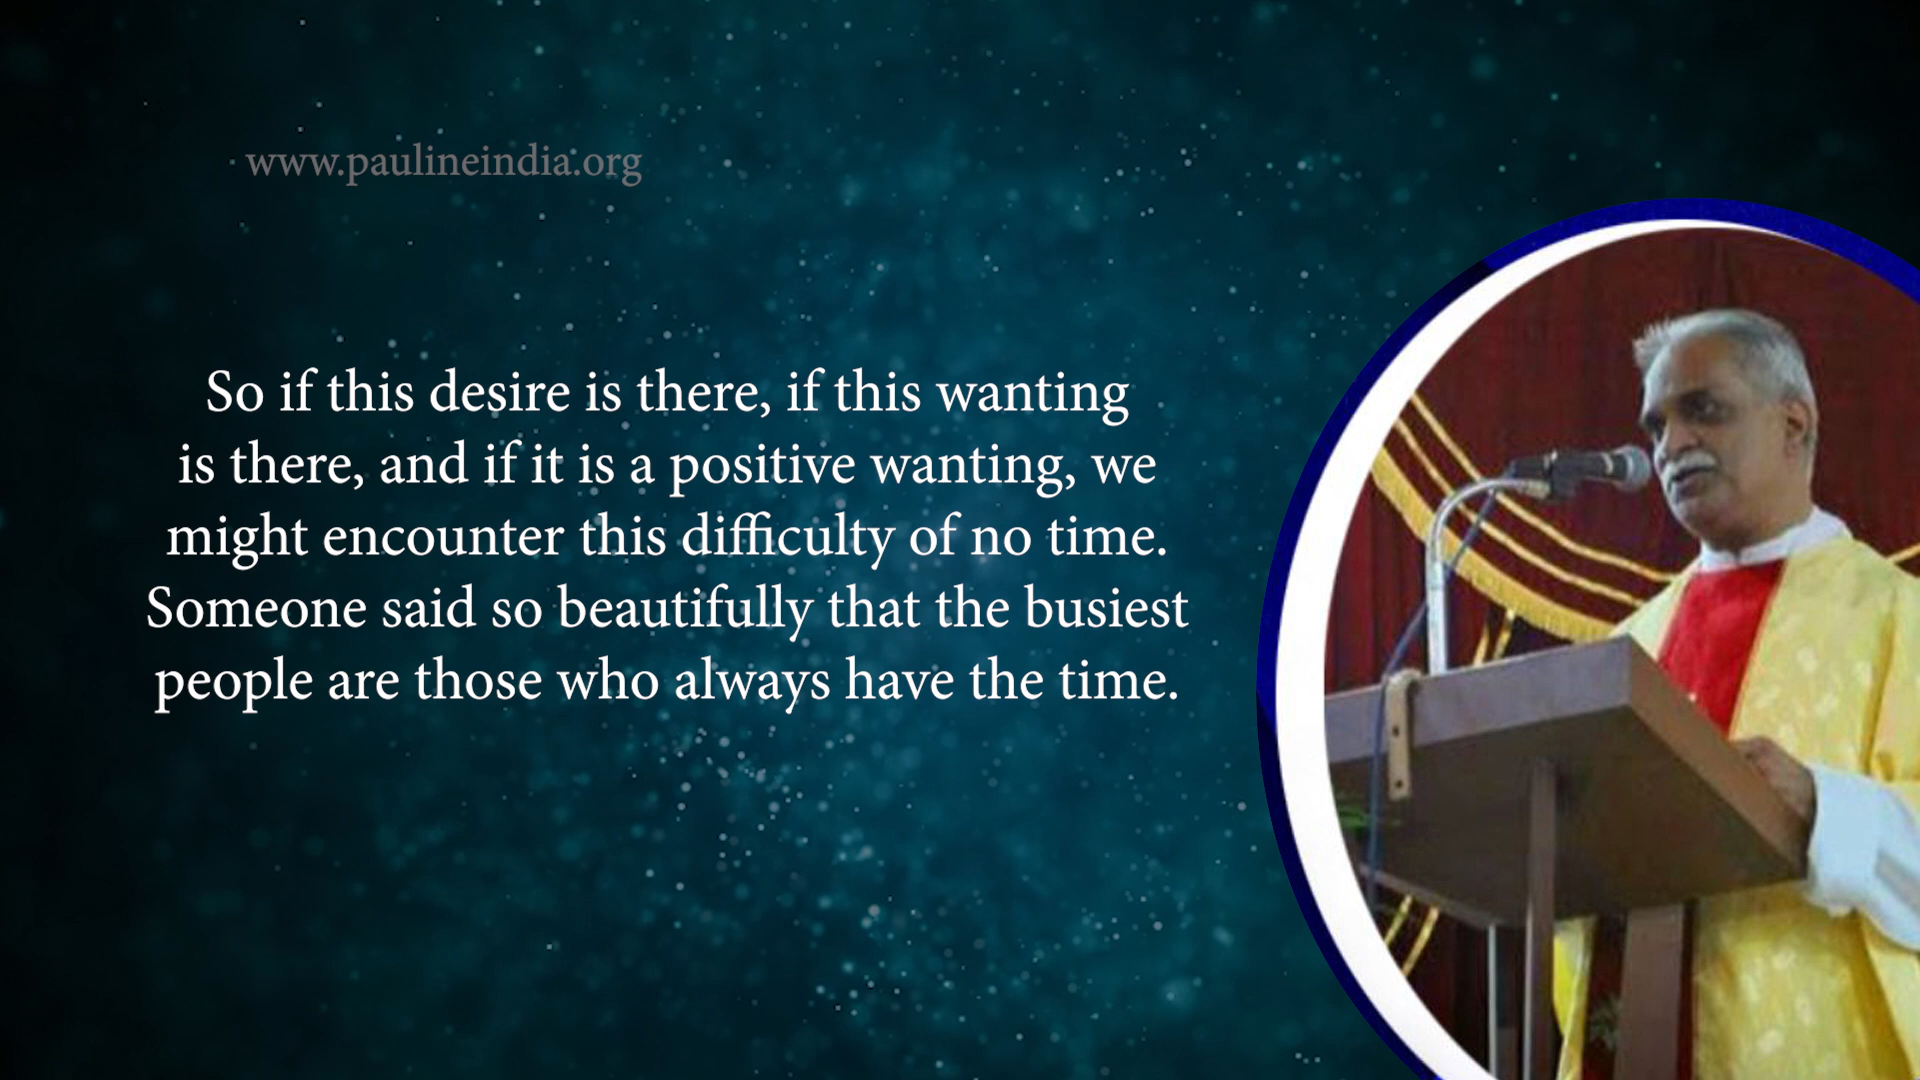 www.paulineindia.org
So if this desire is there, if this wanting
is there, and if it is a positive wanting, we
might encounter this difficulty of no time.
Someone said so beautifully that the busiest
people are those who always have the time.